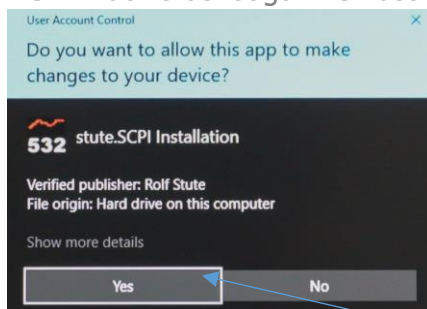 User Account Control
Do you want to allow this app to make
changes to your device?
532 stute.SCPI Installation
Verified publisher: Rolf Stute
File origin: Hard drive on this computer
Show more details
Yes No